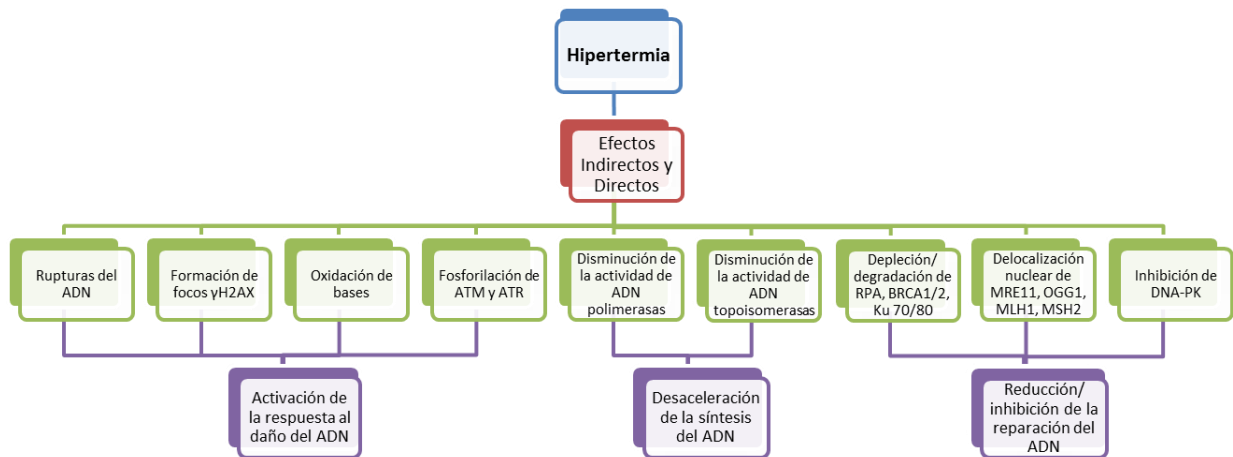 Hipertermia
Efectos
Indirectos y
Directos
Rupturas del
ADN
Formación de
focos γH2AX
Oxidación de
bases
Fosforilación de
ATM y ATR
Disminución de
la actividad de
ADN
polimerasas
Disminución de
la actividad de
ADN
topoisomerasas
Depleción/
degradación de
RPA, BRCA1/2,
Ku 70/80
Delocalización
nuclear de
MRE11, OGG1,
MLH1, MSH2
Inhibición de
DNA-PK
Activación de
la respuesta al
daño del ADN
Desaceleración
de la síntesis
del ADN
Reducción/
inhibición de la
reparación del
ADN